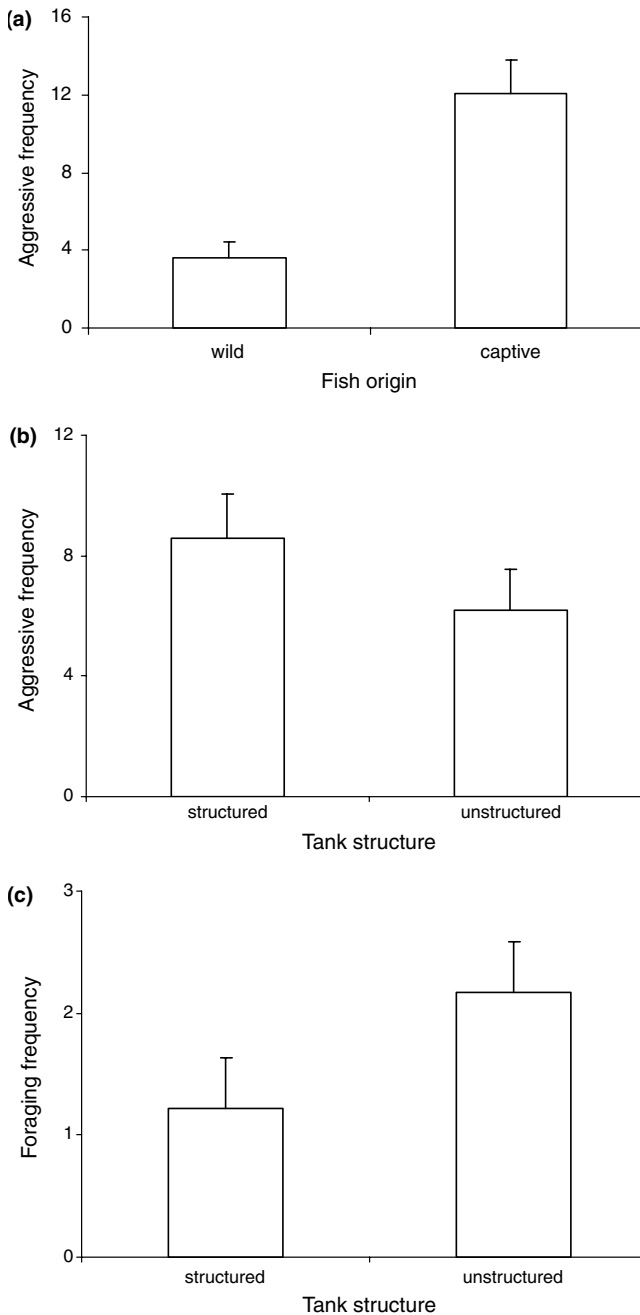 (a)
16
12
8
4
0
Aggressive frequency
wild captive
Fish origin
(b)
12
8
4
0
Aggressive frequency
structured unstructured
Tank structure
(c)
3
2
1
0
Foraging frequency
structured unstructured
Tank structure